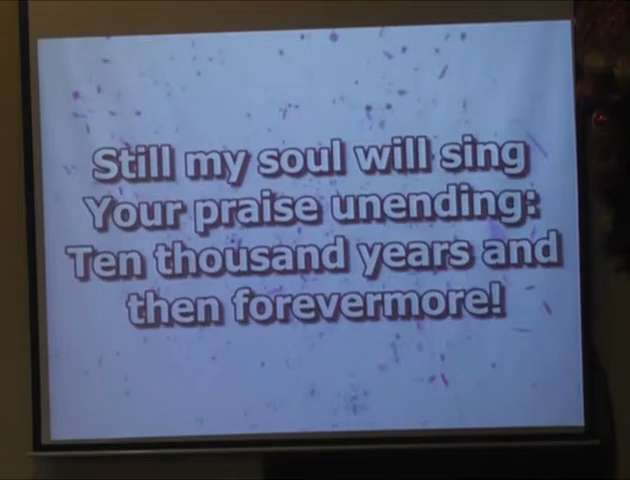 Still my soul will sing
Your praise unending:
Ten thousand years and
then forevermore!